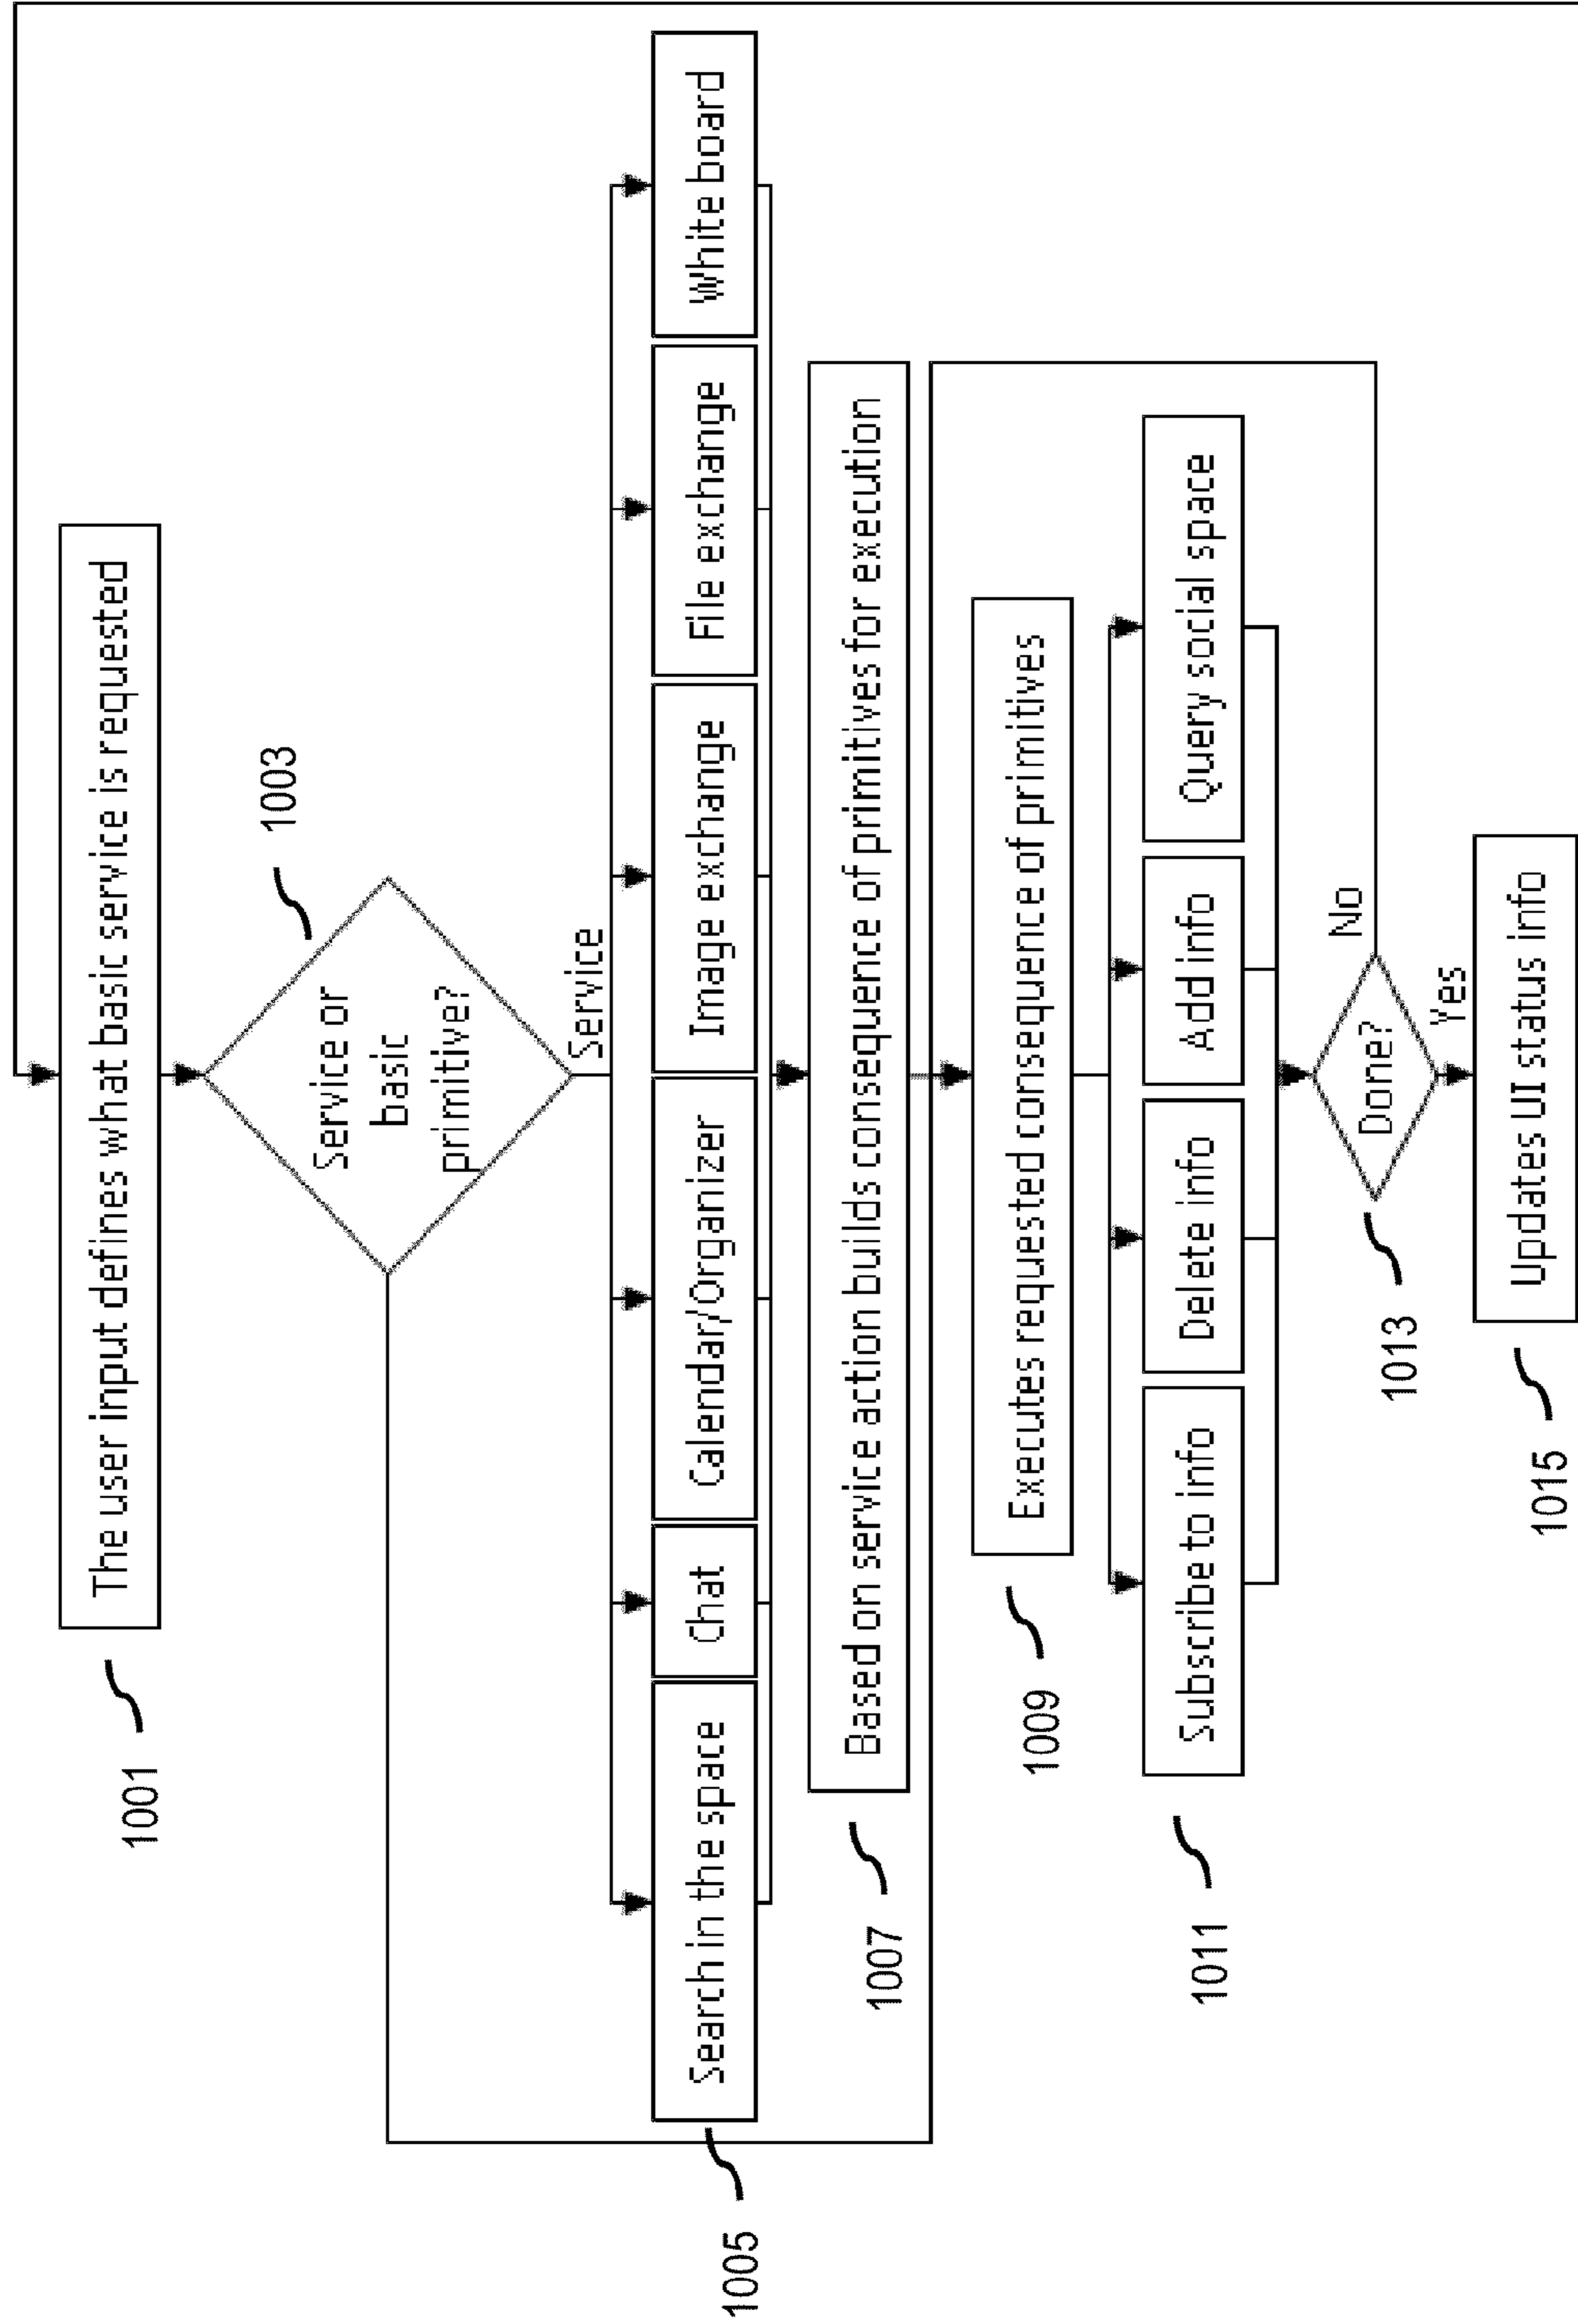 The user input defines what basic service is requested
1001
Service or
basic
primitive?
1003
Service
Search in the space
Chat
Calendar/organizer
Image exchange
File exchange
White board
1005
Based on service action builds consequence of primitives for execution
1007
Executes requested consequence of primitives
1009
Subscribe to info
Delete info
Add info
Query social space
1011
Done?
No
1013
Yes
Updates UI status info
1015